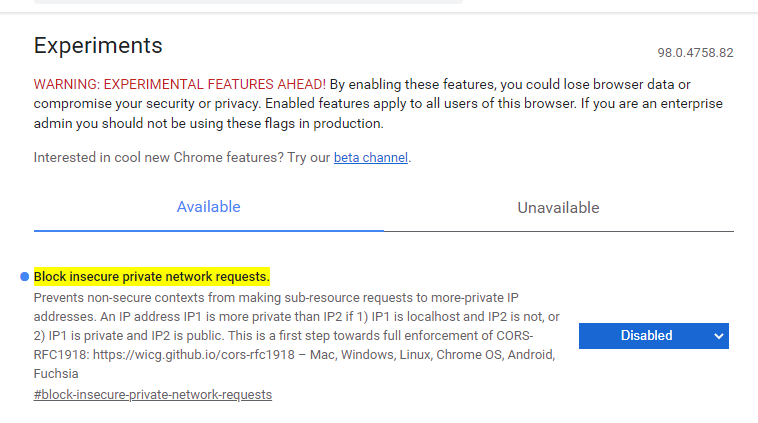 Experiments
98.0.4758.82
WARNING: EXPERIMENTAL FEATURES AHEAD! By enabling these features, you could lose browser data or
compromise your security or privacy. Enabled features apply to all users of this browser. If you are an enterprise
admin you should not be using these flags in production.
Interested in cool new Chrome features? Try our beta channel.
Available
Unavailable
Block insecure private network requests.
Prevents non-secure contexts from making sub-resource requests to more-private IP
addresses. An IP address IP1 is more private than IP2 if 1) IP1 is localhost and IP2 is not, or
2) IP1 is private and IP2 is public. This is a first step towards full enforcement of CORS-
RFC1918: https://wicg.github.io/cors-rfc1918 – Mac, Windows, Linux, Chrome OS, Android,
Fuchsia
#block-insecure-private-network-requests
Disabled